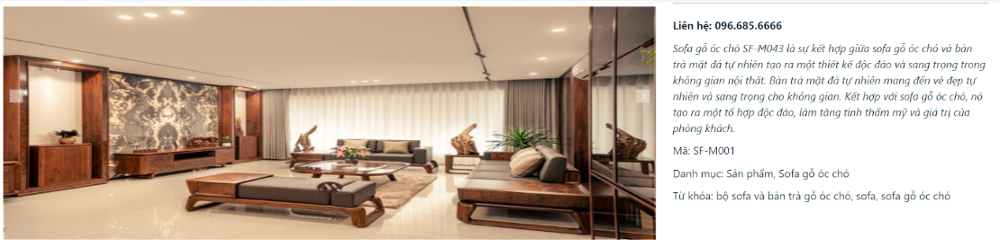 Liên hệ: 096.685.6666
Sofa gỗ óc chó SF-M043 là sự kết hợp giữa sofa gỗ óc chó và bàn
trà mặt đá tự nhiên tạo ra một thiết kế độc đáo và sang trọng trong
không gian nội thất. Bàn trà mặt đá tự nhiên mang đến vẻ đẹp tự
nhiên và sang trọng cho không gian. Kết hợp với sofa gỗ óc chó, nó
tạo ra một tổ hợp độc đáo, làm tăng tính thẩm mỹ và giá trị của
phòng khách.
Mã: SF-M001
Danh mục: Sản phẩm, Sofa gỗ óc chó
Từ khóa: bộ sofa và bàn trà gỗ óc chó, sofa, sofa gỗ óc chó